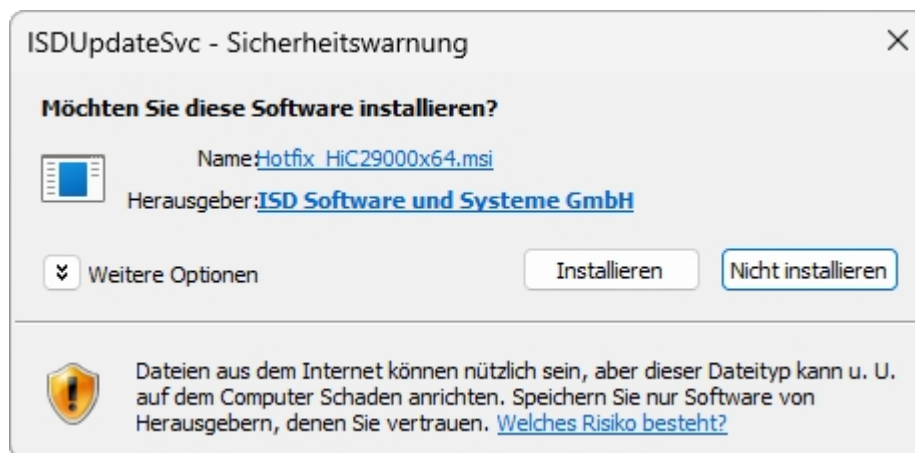 ISDUpdateSvc - Sicherheitswarnung
Möchten Sie diese Software installieren?
Name: Hotfix_HiC29000x64.msi
Herausgeber: ISD Software und Systeme GmbH
Weitere Optionen
Installieren
Nicht installieren
Dateien aus dem Internet können nützlich sein, aber dieser Dateityp kann u. U.
auf dem Computer Schaden anrichten. Speichern Sie nur Software von
Herausgebern, denen Sie vertrauen. Welches Risiko besteht?